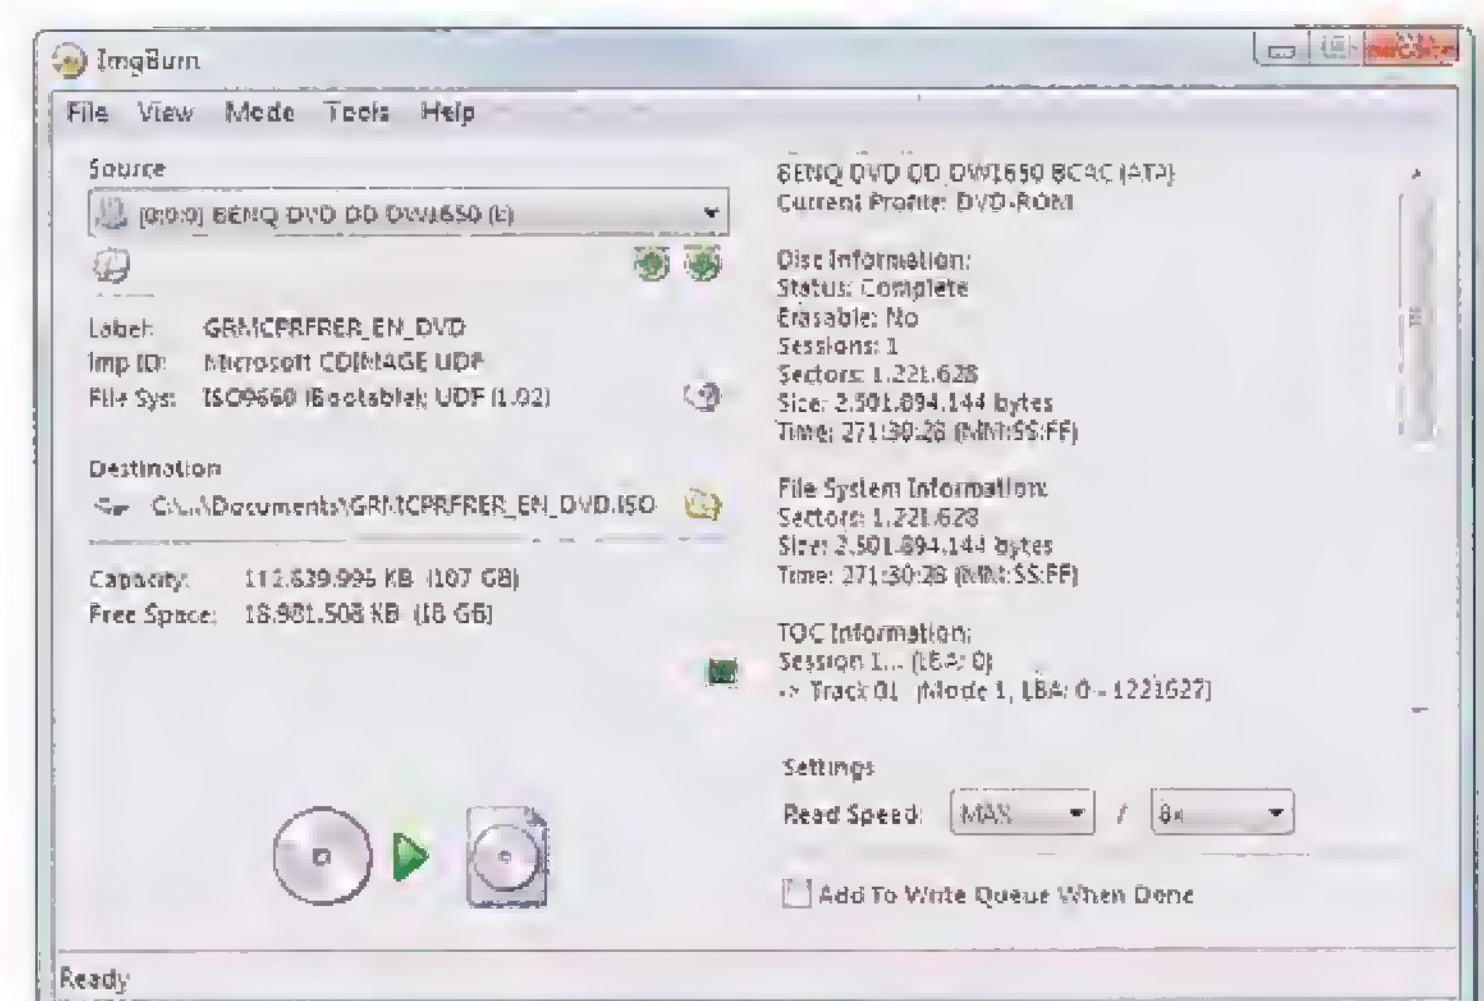 ImgBurn
File View Mode Tools Help
Source
[0:0:0] BENQ DVD DD DW1650
Label: GRMCPRFRER_EN_DVD
Imp ID: Microsoft CDIMAGE UDF
File Sys: ISO9660 (Bootable), UDF (1.02)
Destination
C:\...\Documents\GRMCPRFRER_EN_DVD.ISO
Capacity: KB (107 GB)
Free Space: 18.981.508 KB (18 GB)
BENQ DVD DD DW1650 BCAC (ATA)
Current Profile: DVD-ROM
Disc Information:
Status: Complete
Erasable: No
Sessions: 1
Sectors: 1.221.628
Size: 2.501.894.144 bytes
Time: 271:30:28 (MM:SS:FF)
File System Information:
Sectors: 1.221.628
Size: 2.501.894.144 bytes
Time: 271:30:28 (MM:SS:FF)
TOC Information:
Session 1... (LBA: 0)
-> Track 01 (Mode 1, LBA: 0 - 1221627)
Settings
Read Speed: MAX / 8x
Add To Write Queue When Done
Ready